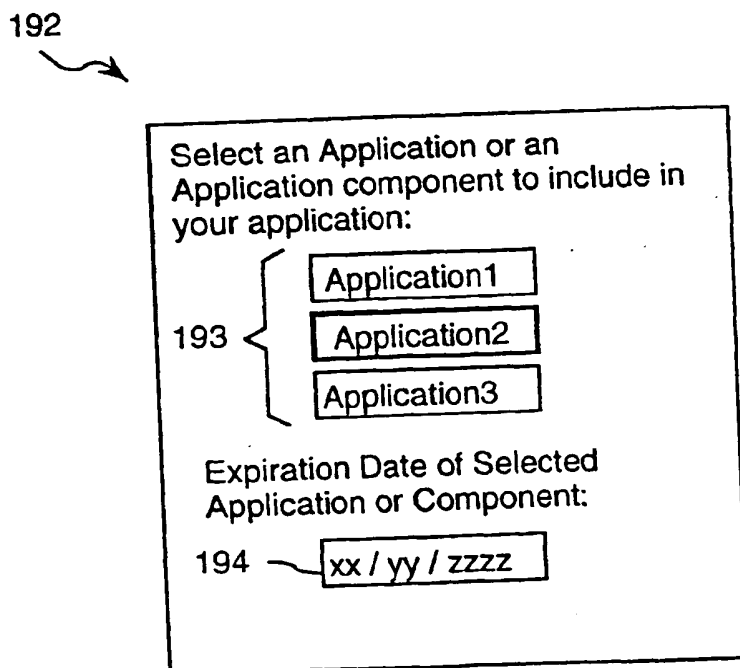 192
Select an Application or an
Application component to include in
your application:
Application1
193
Application2
Application3
Expiration Date of Selected
Application or Component:
194
xx / yy / zzzz